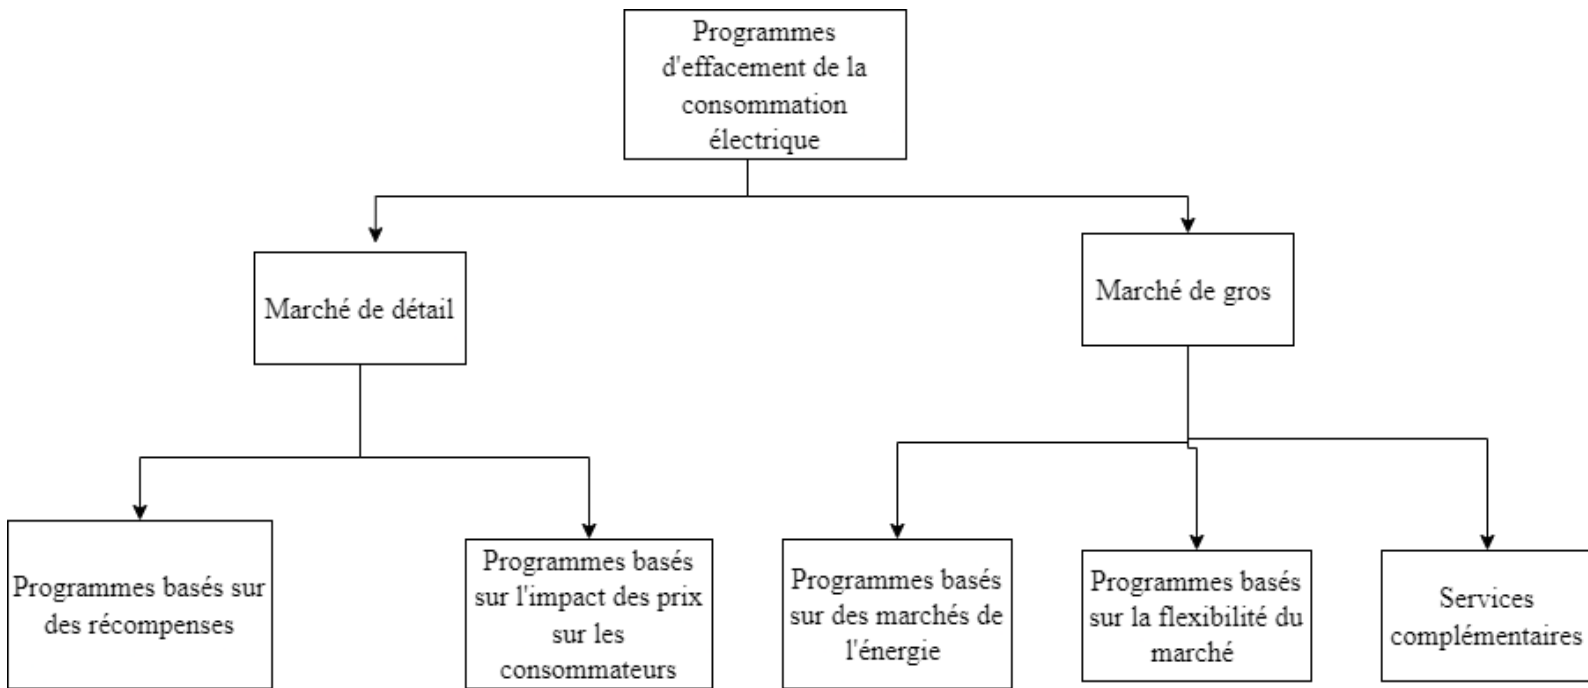 Programmes
d'effacement de la
consommation
électrique
Marché de détail
Marché de gros
Programmes basés sur
des récompenses
Programmes basés
sur l'impact des prix
sur les
consommateurs
Programmes basés
sur des marchés de
l'énergie
Programmes basés
sur la flexibilité du
marché
Services
complémentaires